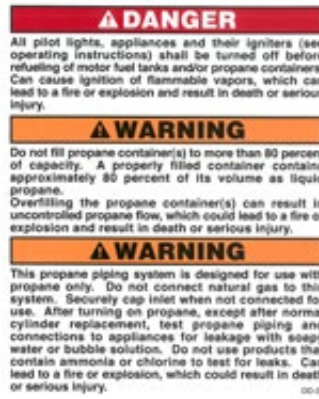 DANGER
All pilot lights, appliances and their igniters (see
operating instructions) shall be turned off before
refueling of motor fuel tanks and/or propane containers.
Can cause ignition of flammable vapors, which can
lead to a fire or explosion and result in death or serious
injury.
WARNING
Do not fill propane container(s) to more than 80 percent
of capacity. A properly filled container contains
approximately 80 percent of its volume as liquid
propane.
Overfilling the propane container(s) can result in
uncontrolled propane flow, which could lead to a fire or
explosion and result in death or serious injury.
WARNING
This propane piping system is designed for use with
propane only. Do not connect natural gas to this
system. Securely cap inlet when not connected for
use. After turning on propane, except after normal
cylinder replacement, test propane piping and
connections to appliances for leakage with soapy
water or bubble solution. Do not use products that
contain ammonia or chlorine to test for leaks. Can
lead to a fire or explosion, which could result in death
or serious injury.